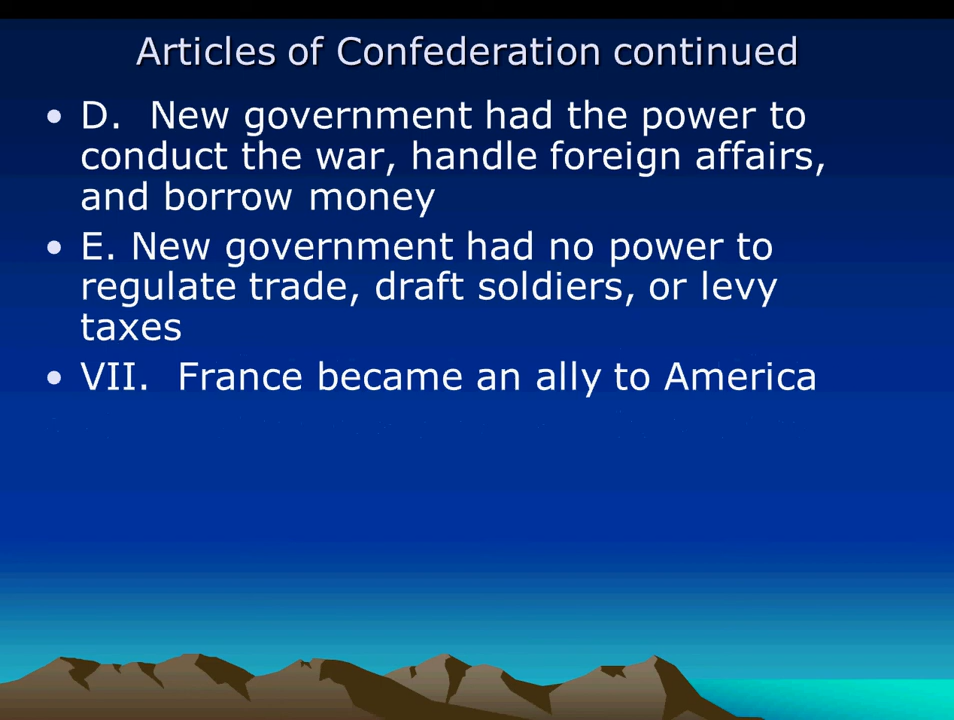 Articles of Confederation continued
• D.  New government had the power to
conduct the war, handle foreign affairs,
and borrow money
• E. New government had no power to
regulate trade, draft soldiers, or levy
taxes
• VII.  France became an ally to America